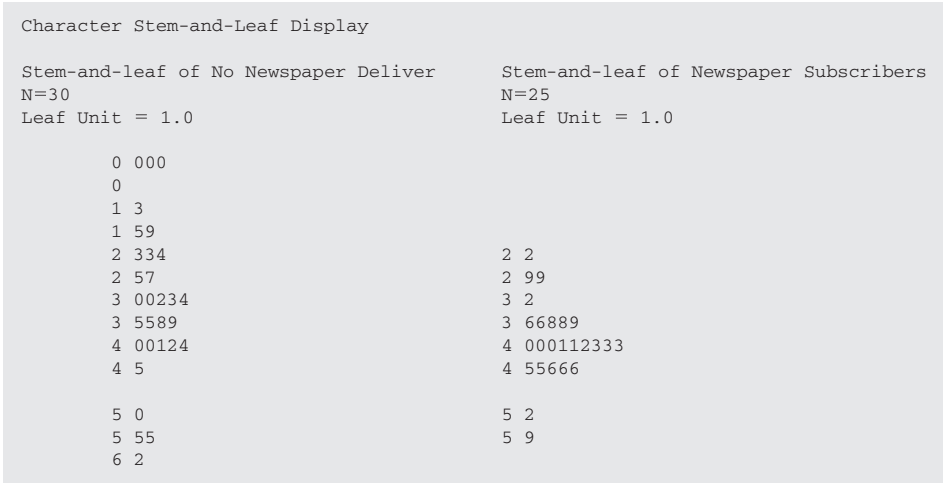 Character Stem-and-Leaf Display
Stem-and-leaf of No Newspaper Deliver Stem-and-leaf of Newspaper Subscribers
N=30 N=25
Leaf Unit = 1.0 Leaf Unit = 1.0
0 000
0
1 3
1 59
2 334 2 2
2 57 2 99
3 00234 3 2
3 5589 3 66889
4 00124 4 000112333
4 5 4 55666
5 0 5 2
5 55 5 9
6 2